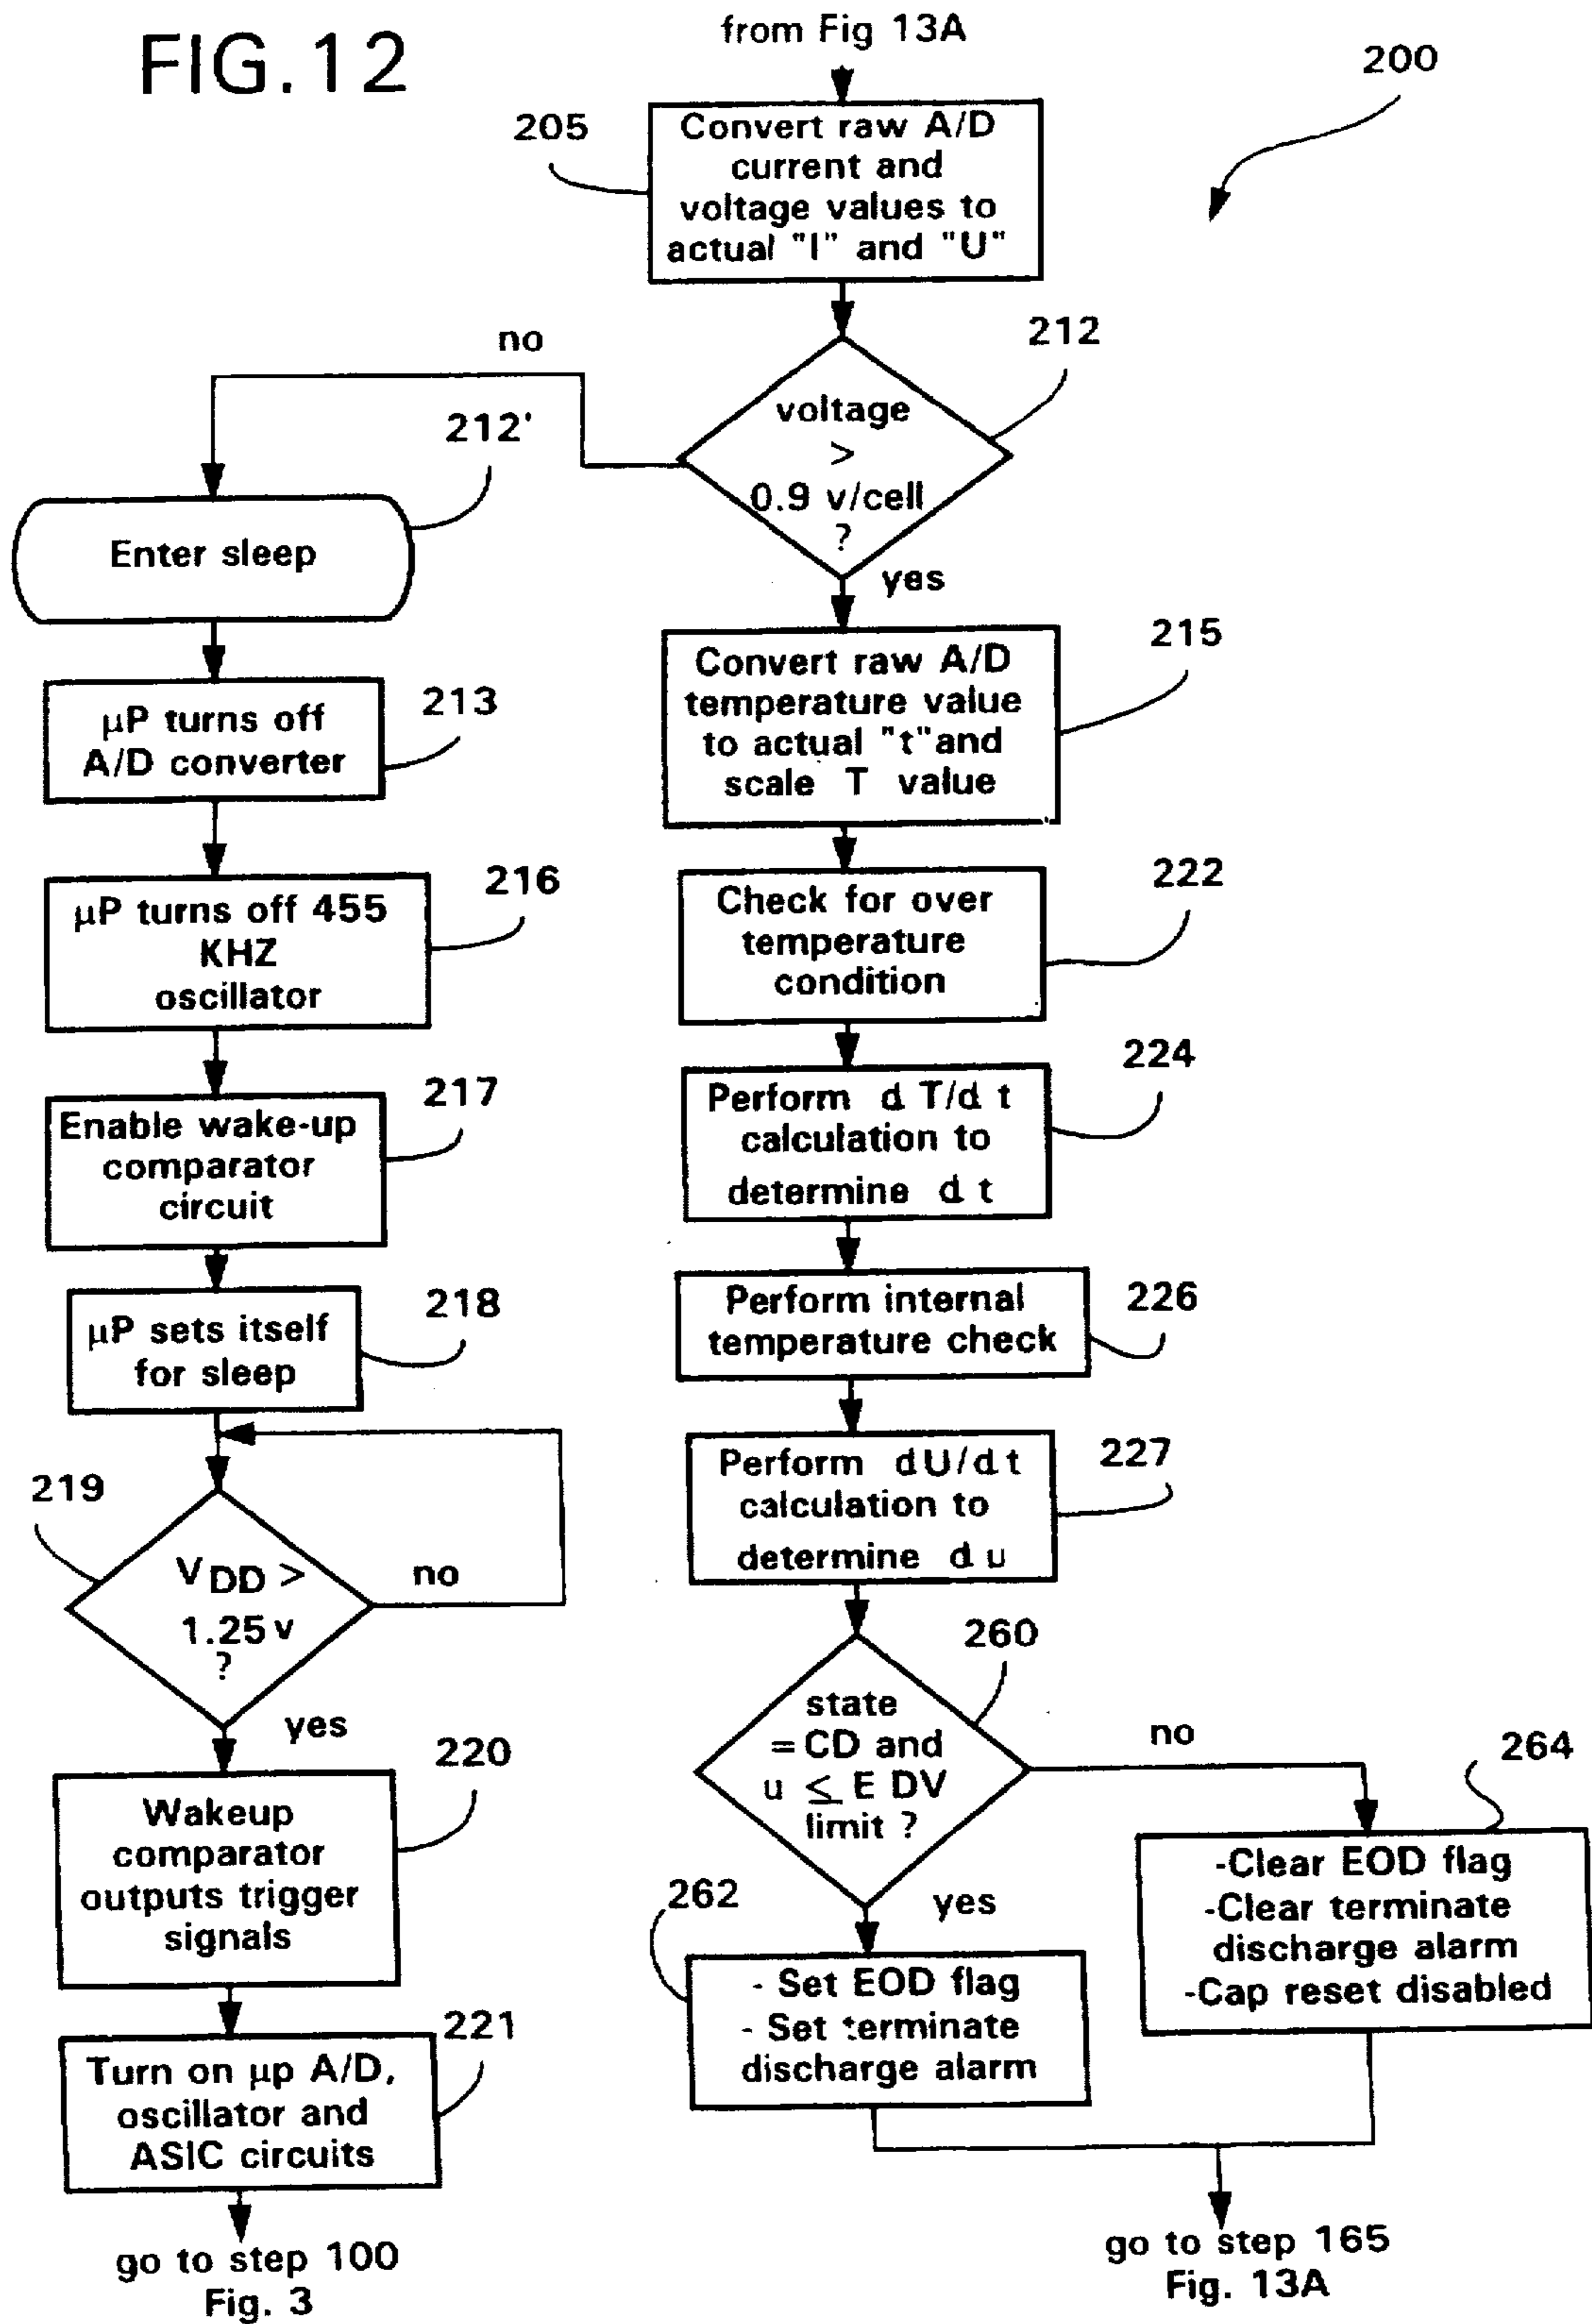 FIG.12
from Fig 13A
200
205
Convert raw A/D
current and
voltage values to
actual "I" and "U"
212
no
voltage
>
0.9 v/cell
?
yes
212'
Enter sleep
213
µP turns off
A/D converter
216
µP turns off 455
KHZ
oscillator
217
Enable wake-up
comparator
circuit
218
µP sets itself
for sleep
219
VDD >
1.25 v
?
no
yes
220
Wakeup
comparator
outputs trigger
signals
221
Turn on µp A/D,
oscillator and
ASIC circuits
go to step 100
Fig. 3
215
Convert raw A/D
temperature value
to actual "t" and
scale T value
222
Check for over
temperature
condition
224
Perform d T/d t
calculation to
determine d t
226
Perform internal
temperature check
227
Perform dU/dt
calculation to
determine d u
260
state
= CD and
u ≤ E DV
limit ?
no
yes
262
- Set EOD flag
- Set terminate
discharge alarm
264
-Clear EOD flag
-Clear terminate
discharge alarm
-Cap reset disabled
go to step 165
Fig. 13A